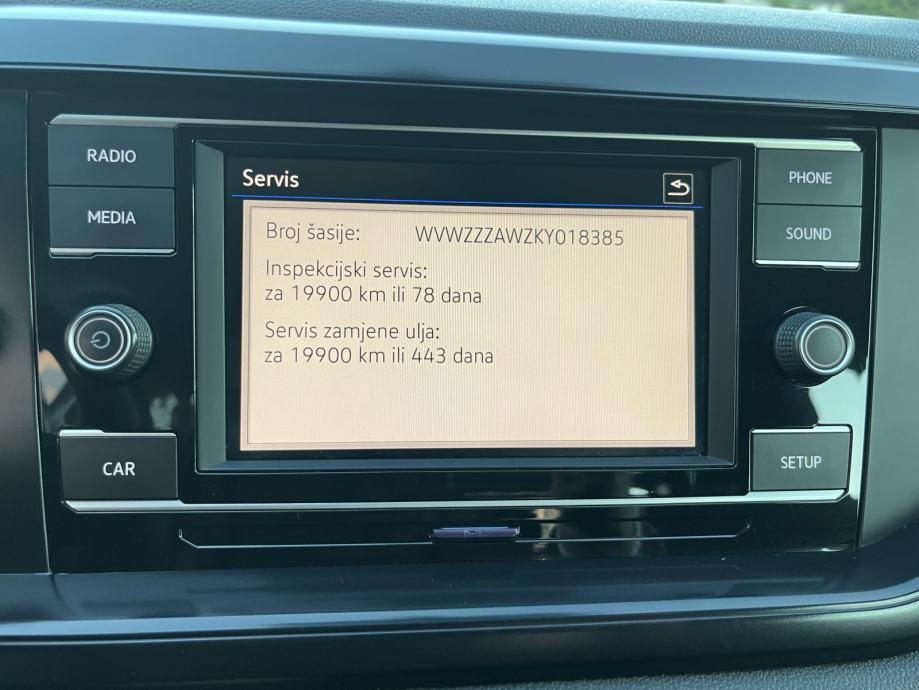 RADIO
MEDIA
CAR
Servis
Broj šasije: WVWZZZAWZKY018385
Inspekcijski servis:
za 19900 km ili 78 dana
Servis zamjene ulja:
za 19900 km ili 443 dana
PHONE
SOUND
SETUP